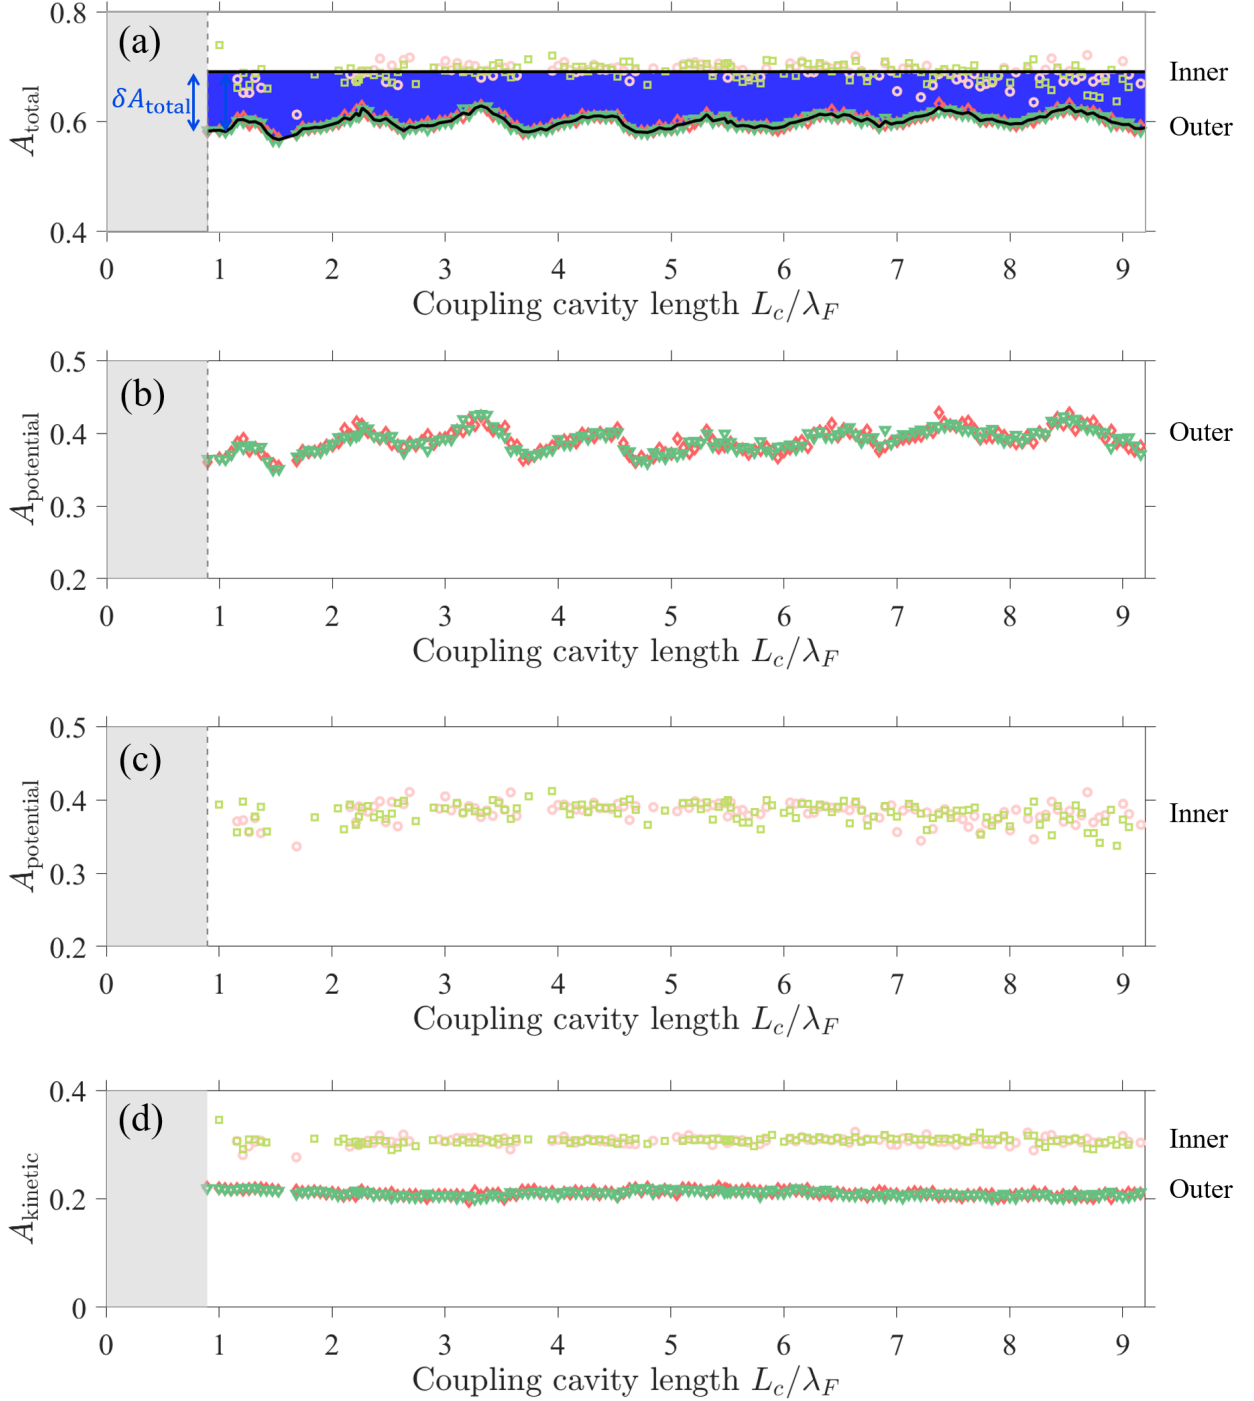 (a)
0.8
0.6
0.4
A_total
δA_total
Inner
Outer
0 1 2 3 4 5 6 7 8 9
Coupling cavity length L_c/λ_F
(b)
0.5
0.4
0.3
0.2
A_potential
Outer
0 1 2 3 4 5 6 7 8 9
Coupling cavity length L_c/λ_F
(c)
0.5
0.4
0.3
0.2
A_potential
Inner
0 1 2 3 4 5 6 7 8 9
Coupling cavity length L_c/λ_F
(d)
0.4
0.2
0
A_kinetic
Inner
Outer
0 1 2 3 4 5 6 7 8 9
Coupling cavity length L_c/λ_F